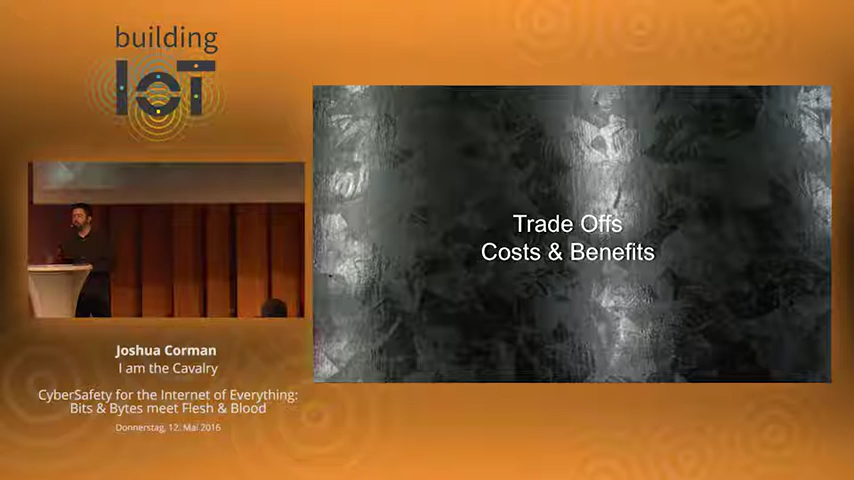 building
IoT
Trade Offs
Costs & Benefits
Joshua Corman
I am the Cavalry
CyberSafety for the Internet of Everything:
Bits & Bytes meet Flesh & Blood
Donnerstag, 12. Mai 2016